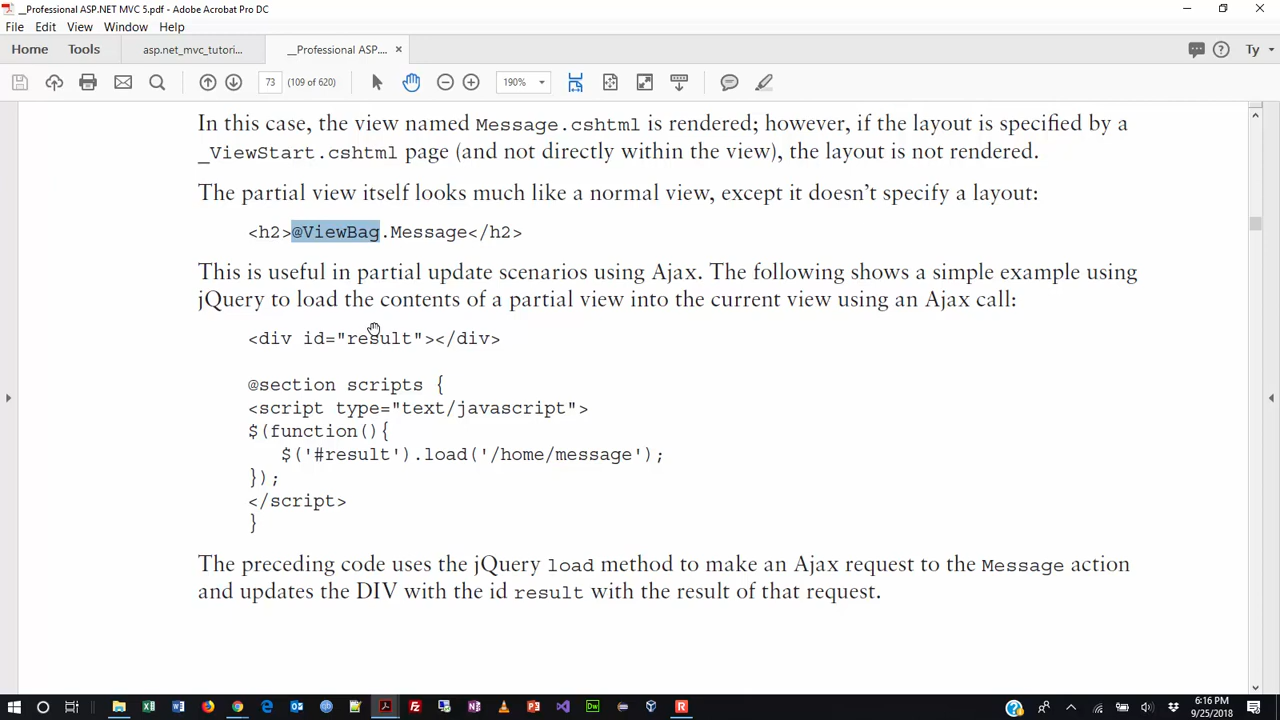 __Professional ASP.NET MVC 5.pdf - Adobe Acrobat Pro DC
File Edit View Window Help
Home Tools asp.net_mvc_tutori... __Professional ASP.... × Ty
73 (109 of 620) 190%
In this case, the view named Message.cshtml is rendered; however, if the layout is specified by a
_ViewStart.cshtml page (and not directly within the view), the layout is not rendered.
The partial view itself looks much like a normal view, except it doesn't specify a layout:
<h2>@ViewBag.Message</h2>
This is useful in partial update scenarios using Ajax. The following shows a simple example using
jQuery to load the contents of a partial view into the current view using an Ajax call:
<div id="result"></div>
@section scripts {
<script type="text/javascript">
$(function(){
$('#result').load('/home/message');
});
</script>
}
The preceding code uses the jQuery load method to make an Ajax request to the Message action
and updates the DIV with the id result with the result of that request.
6:16 PM
9/25/2018